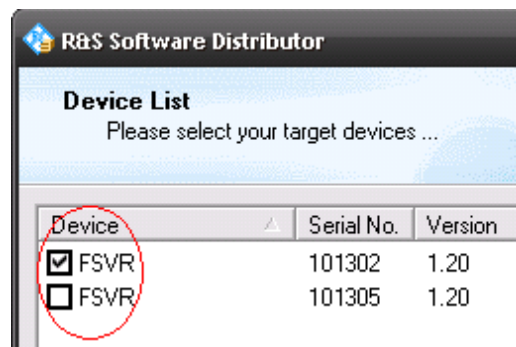 R&S Software Distributor
Device List
Please select your target devices ...
Device Serial No. Version
FSVR 101302 1.20
FSVR 101305 1.20